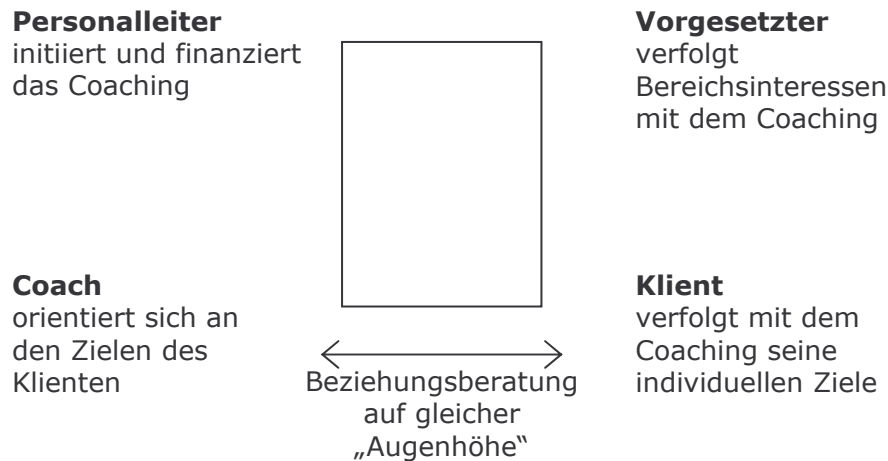 Personalleiter
initiiert und finanziert
das Coaching
Vorgesetzter
verfolgt
Bereichsinteressen
mit dem Coaching
Coach
orientiert sich an
den Zielen des
Klienten
Klient
verfolgt mit dem
Coaching seine
individuellen Ziele
Beziehungsberatung
auf gleicher
„Augenhöhe“